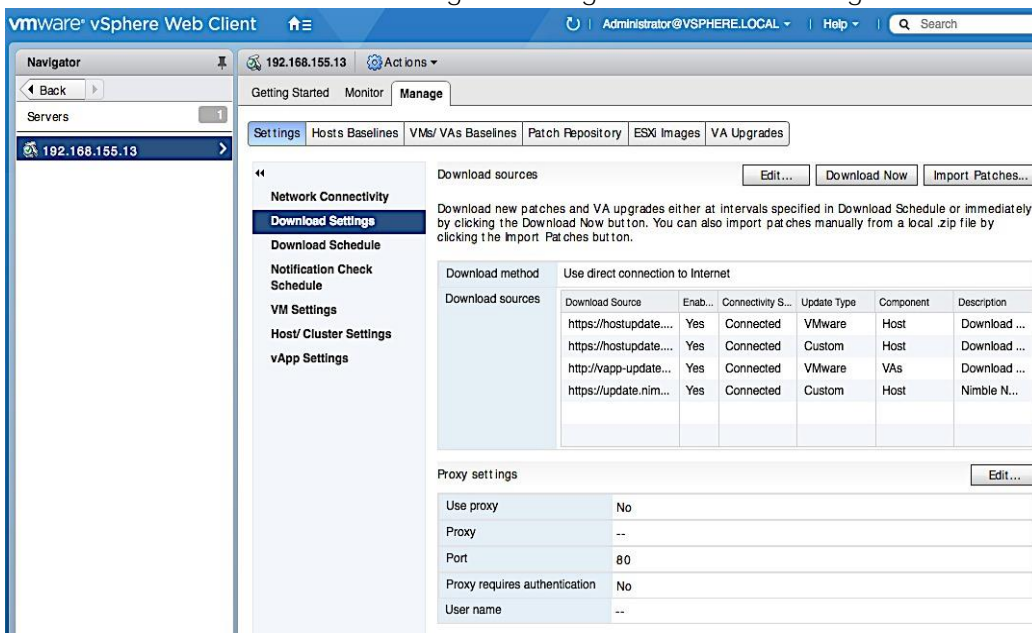 vmware® vSphere Web Client Administrator@VSPHERE.LOCAL | Help | Search
Navigator
Back
Servers 1
192.168.155.13
192.168.155.13 Actions
Getting Started Monitor Manage
Settings Hosts Baselines VMs/VAs Baselines Patch Repository ESXi Images VA Upgrades
Network Connectivity
Download Settings
Download Schedule
Notification Check
Schedule
VM Settings
Host/Cluster Settings
vApp Settings
Download sources Edit... Download Now Import Patches...
Download new patches and VA upgrades either at intervals specified in Download Schedule or immediately
by clicking the Download Now button. You can also import patches manually from a local .zip file by
clicking the Import Patches button.
Download method Use direct connection to Internet
Download sources
Download Source Enab... Connectivity S... Update Type Component Description
https://hostupdate.... Yes Connected VMware Host Download ...
https://hostupdate.... Yes Connected Custom Host Download ...
http://vapp-update... Yes Connected VMware VAs Download ...
https://update.nim... Yes Connected Custom Host Nimble N...
Proxy settings Edit...
Use proxy No
Proxy --
Port 80
Proxy requires authentication No
User name --